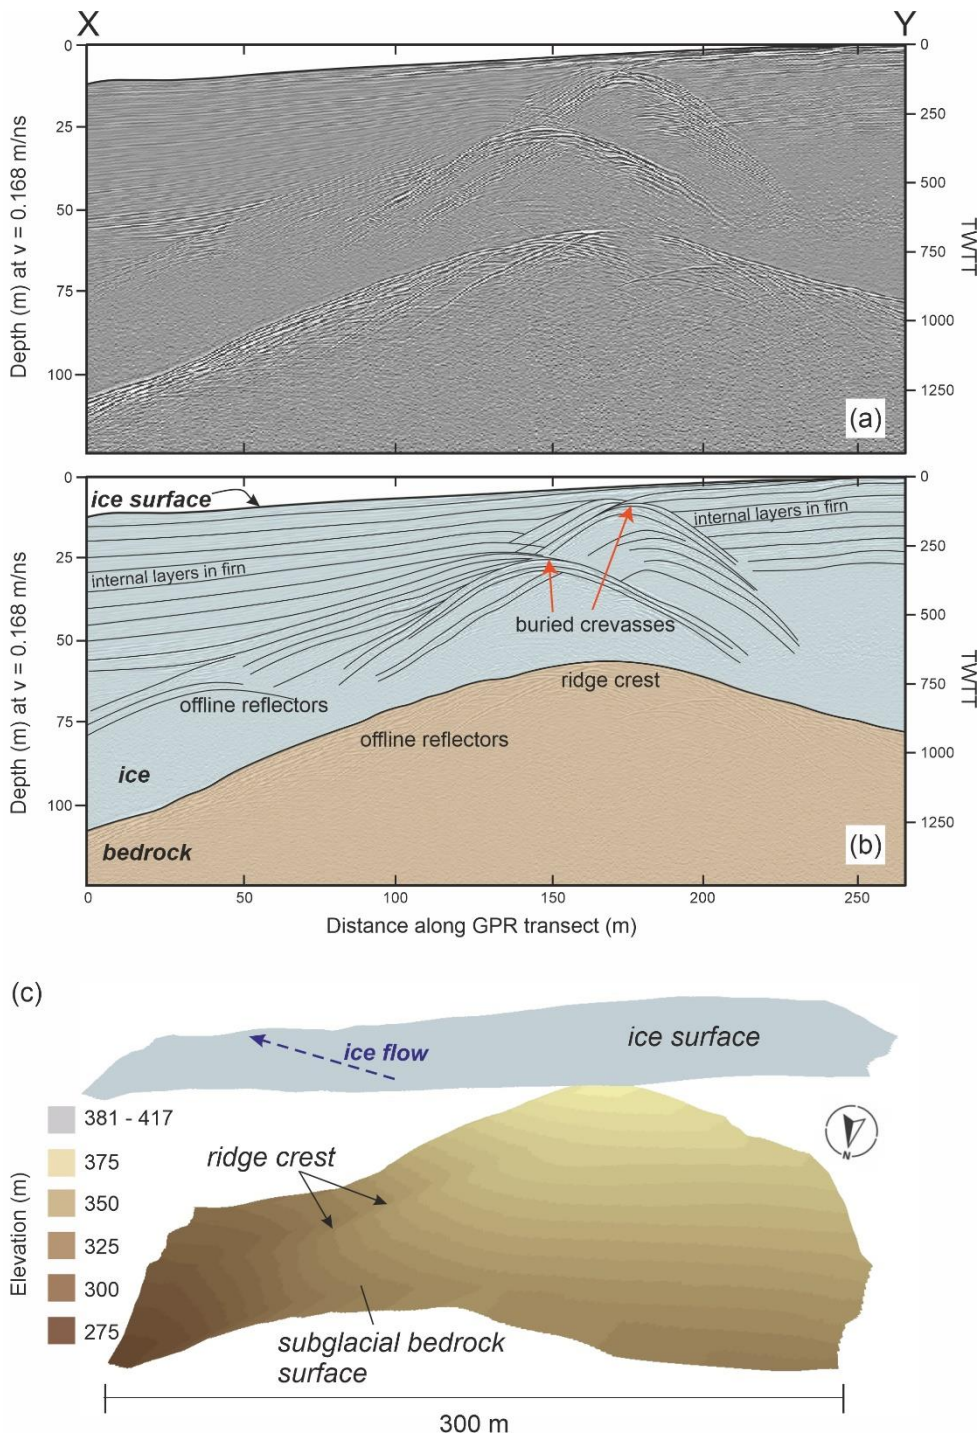 X
Y
0
25
50
75
100
Depth (m) at v = 0.168 m/ns
0
250
500
750
1000
1250
TWTT
(a)
0
25
50
75
100
Depth (m) at v = 0.168 m/ns
0
250
500
750
1000
1250
TWTT
ice surface
internal layers in firn
internal layers in firn
buried crevasses
ridge crest
offline reflectors
offline reflectors
ice
bedrock
(b)
0
50
100
150
200
250
Distance along GPR transect (m)
(c)
ice surface
ice flow
Elevation (m)
381 - 417
375
350
325
300
275
ridge crest
N
subglacial bedrock
surface
300 m